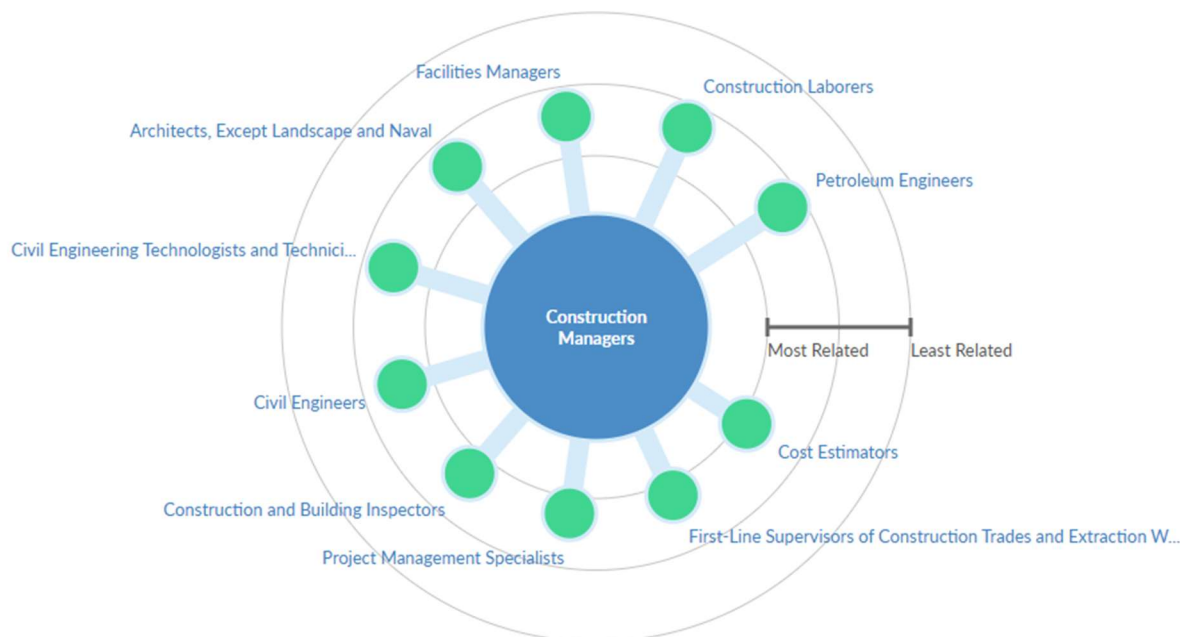 Facilities Managers
Construction Laborers
Architects, Except Landscape and Naval
Petroleum Engineers
Civil Engineering Technologists and Technici...
Construction
Managers
Most Related
Least Related
Civil Engineers
Cost Estimators
Construction and Building Inspectors
First-Line Supervisors of Construction Trades and Extraction W...
Project Management Specialists